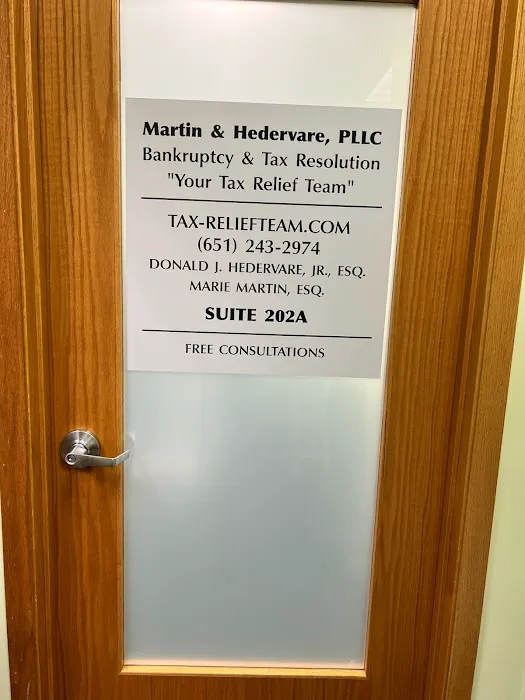 Martin & Hedervare, PLLC
Bankruptcy & Tax Resolution
"Your Tax Relief Team"
TAX-RELIEFTEAM.COM
(651) 243-2974
DONALD J. HEDERVARE, JR., ESQ.
MARIE MARTIN, ESQ.
SUITE 202A
FREE CONSULTATIONS